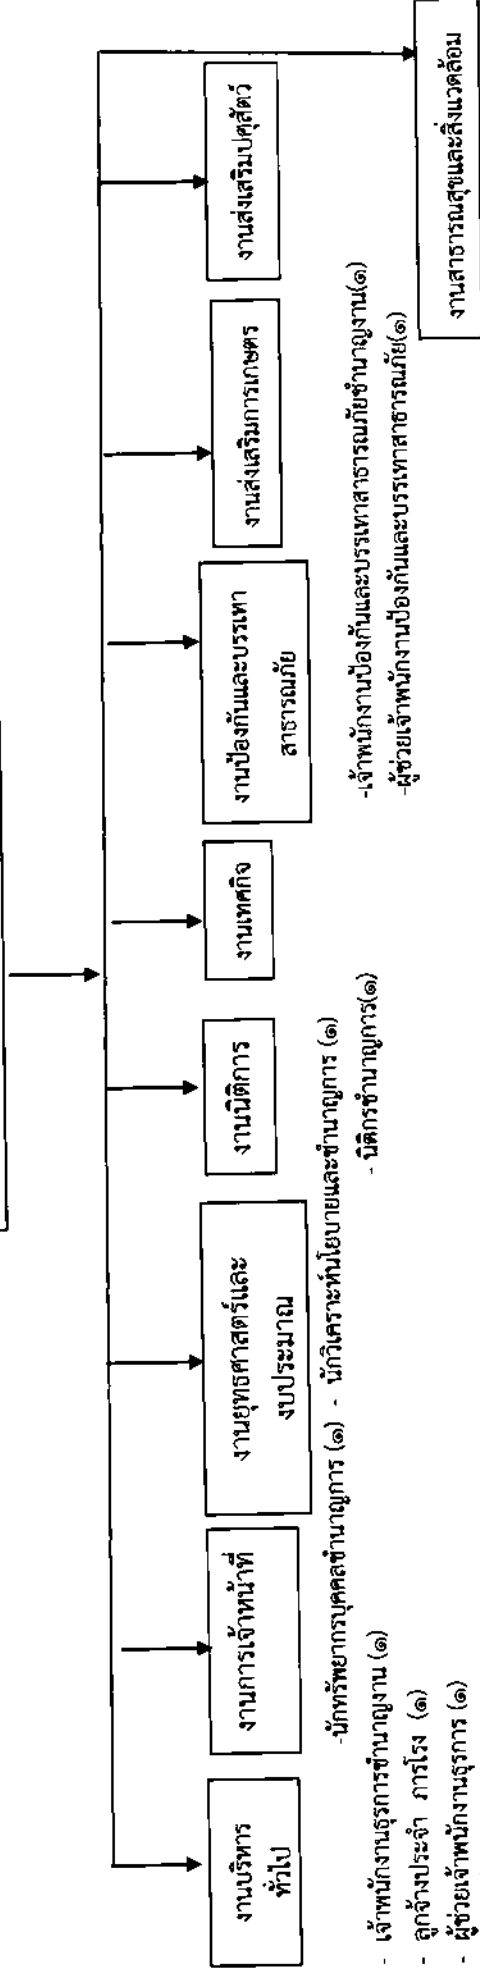 งานบริหาร
ทั่วไป
งานการเจ้าหน้าที่
งานยุทธศาสตร์และ
งบประมาณ
งานนิติการ
งานเทศกิจ
งานป้องกันและบรรเทา
สาธารณภัย
งานส่งเสริมการเกษตร
งานส่งเสริมปศุสัตว์
งานสาธารณสุขและสิ่งแวดล้อม
- เจ้าพนักงานธุรการชำนาญงาน (๑)
- ลูกจ้างประจำ ภารโรง (๑)
- ผู้ช่วยเจ้าพนักงานธุรการ (๑)
-นักทรัพยากรบุคคลชำนาญการ (๑)
- นักวิเคราะห์นโยบายและชำนาญการ (๑)
- นิติกรชำนาญการ(๑)
-เจ้าพนักงานป้องกันและบรรเทาสาธารณภัยชำนาญงาน(๑)
-ผู้ช่วยเจ้าพนักงานป้องกันและบรรเทาสาธารณภัย(๑)